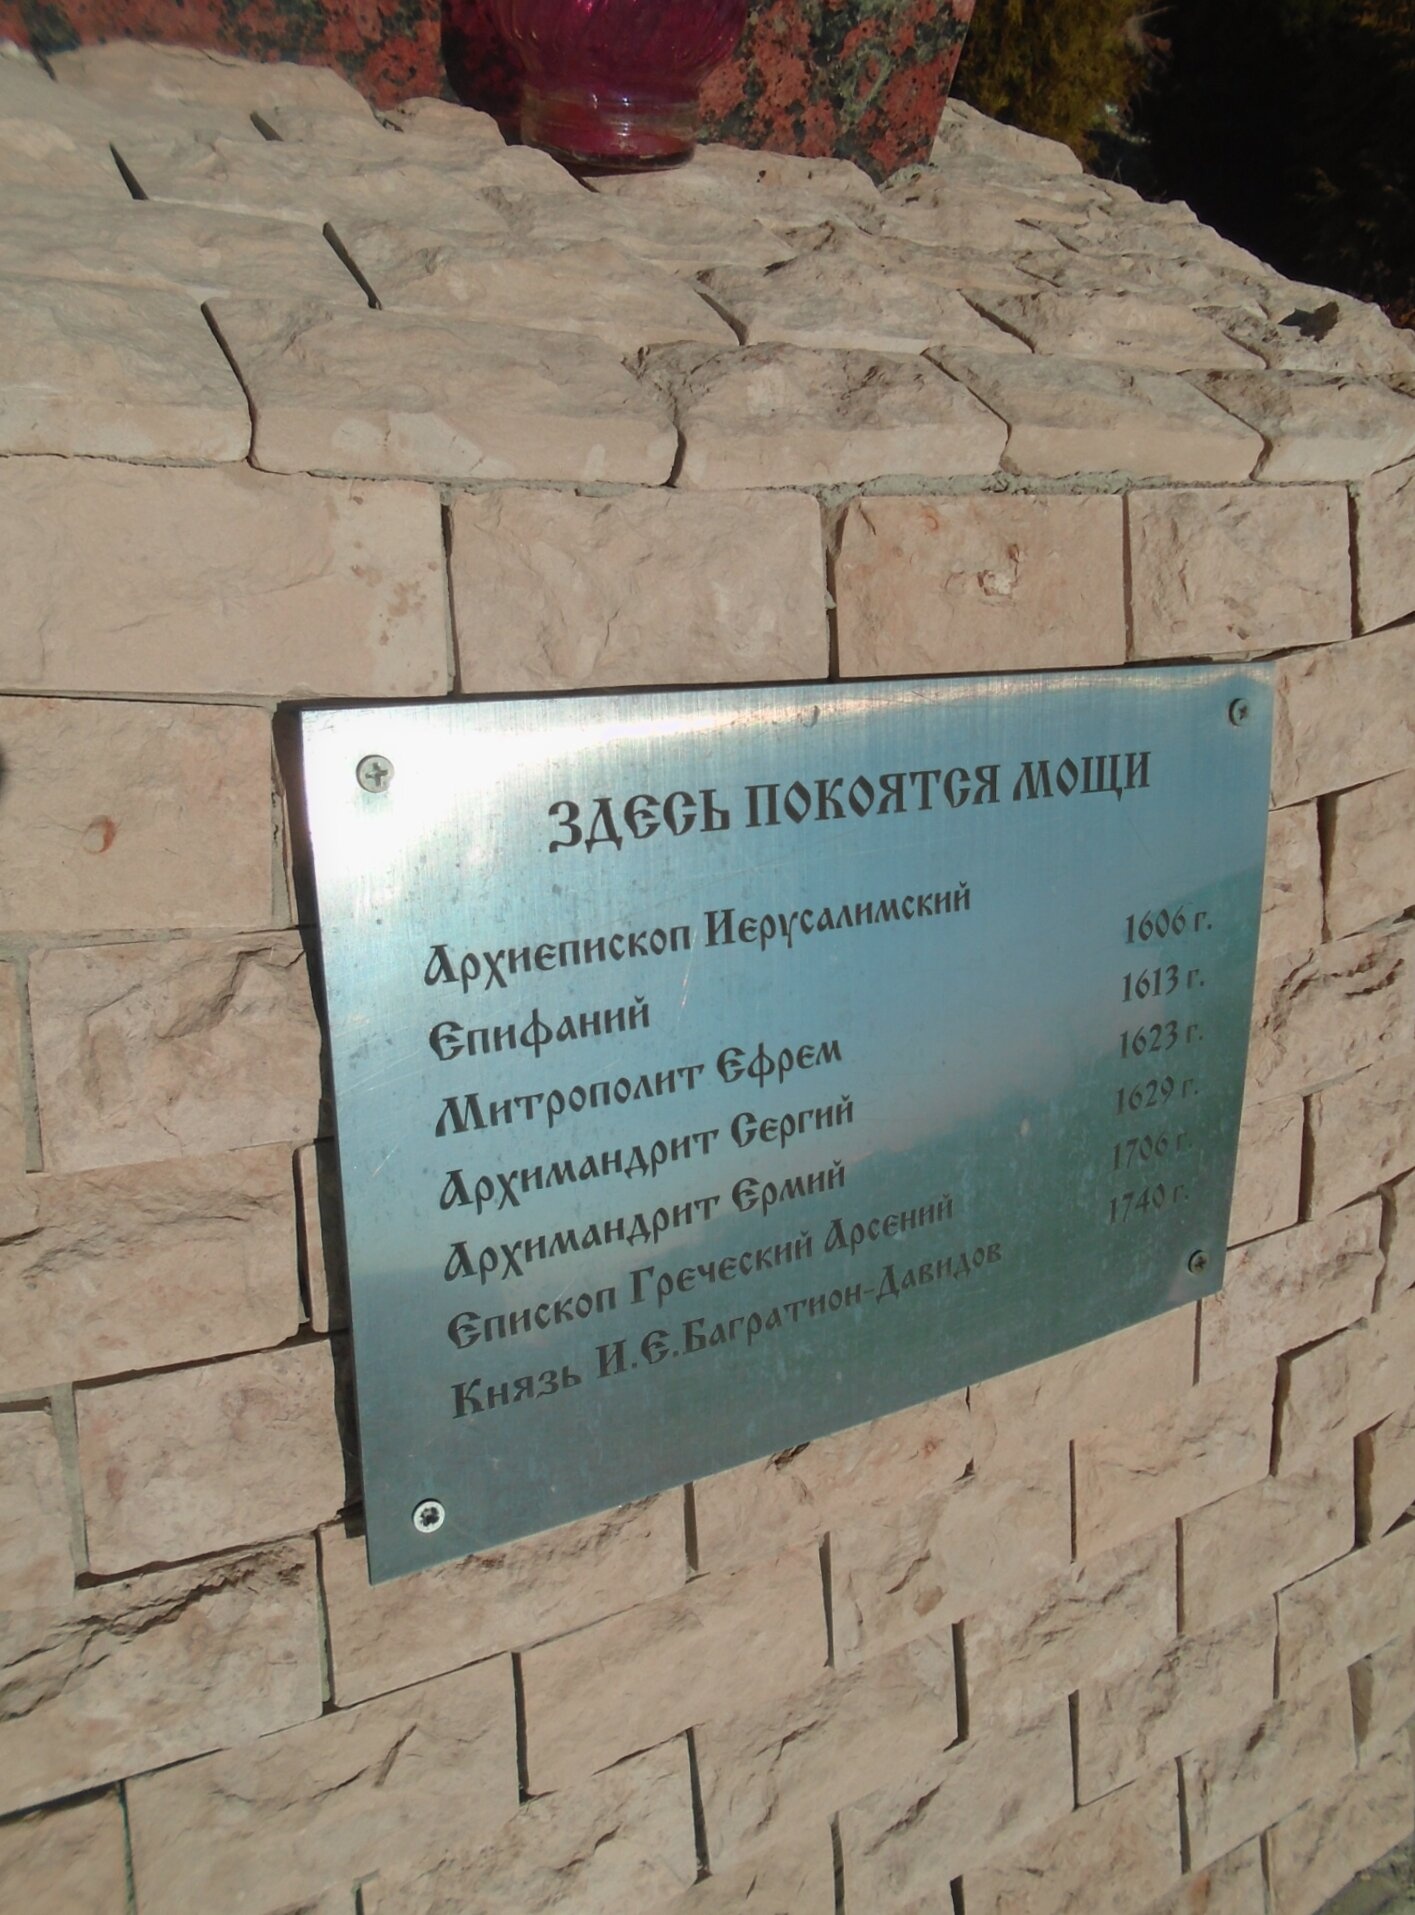 ЗДЕСЬ ПОКОЯТСЯ МОЩИ
Архиепископ Иерусалимский
Епифаний 1606 г.
Митрополит Ефрем 1613 г.
Архимандрит Сергий 1623 г.
Архимандрит Ермий 1629 г.
Епископ Греческий Арсений 1706 г.
Князь И.Е.Багратион-Давидов 1740 г.